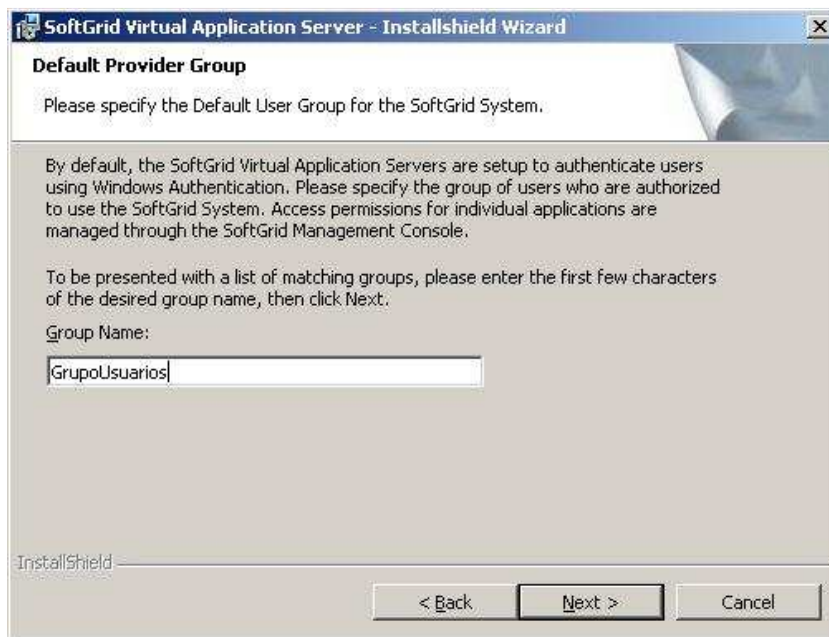 SoftGrid Virtual Application Server - Installshield Wizard
Default Provider Group
Please specify the Default User Group for the SoftGrid System.
By default, the SoftGrid Virtual Application Servers are setup to authenticate users
using Windows Authentication. Please specify the group of users who are authorized
to use the SoftGrid System. Access permissions for individual applications are
managed through the SoftGrid Management Console.
To be presented with a list of matching groups, please enter the first few characters
of the desired group name, then click Next.
Group Name:
GrupoUsuarios
InstallShield
< Back Next > Cancel